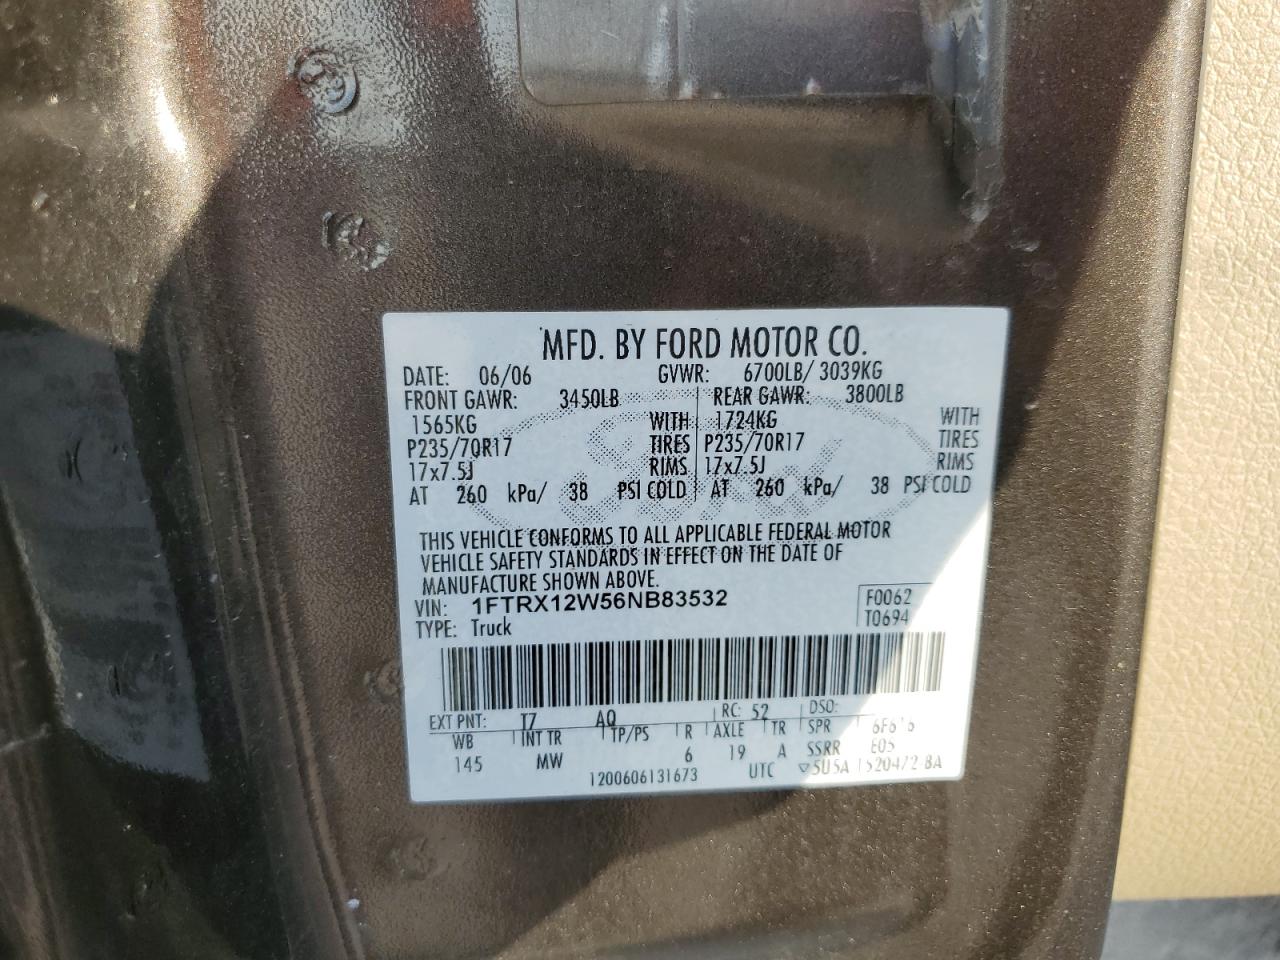 MFD. BY FORD MOTOR CO.
DATE: 06/06 GVWR: 6700LB/ 3039KG
FRONT GAWR: 3450LB REAR GAWR: 3800LB
1565KG WITH 1724KG WITH
P235/70R17 TIRES P235/70R17 TIRES
17x7.5J RIMS 17x7.5J RIMS
AT 260 kPa/ 38 PSI COLD AT 260 kPa/ 38 PSI COLD
THIS VEHICLE CONFORMS TO ALL APPLICABLE FEDERAL MOTOR
VEHICLE SAFETY STANDARDS IN EFFECT ON THE DATE OF
MANUFACTURE SHOWN ABOVE.
VIN: 1FTRX12W56NB83532 F0062
TYPE: Truck T0694
EXT PNT: T7 AQ RC: 52 DSO:
WB INT TR TP/PS R AXLE TR SPR
145 MW 6 19 A SSRR E05
1200606131673 UTC ▽5U5A